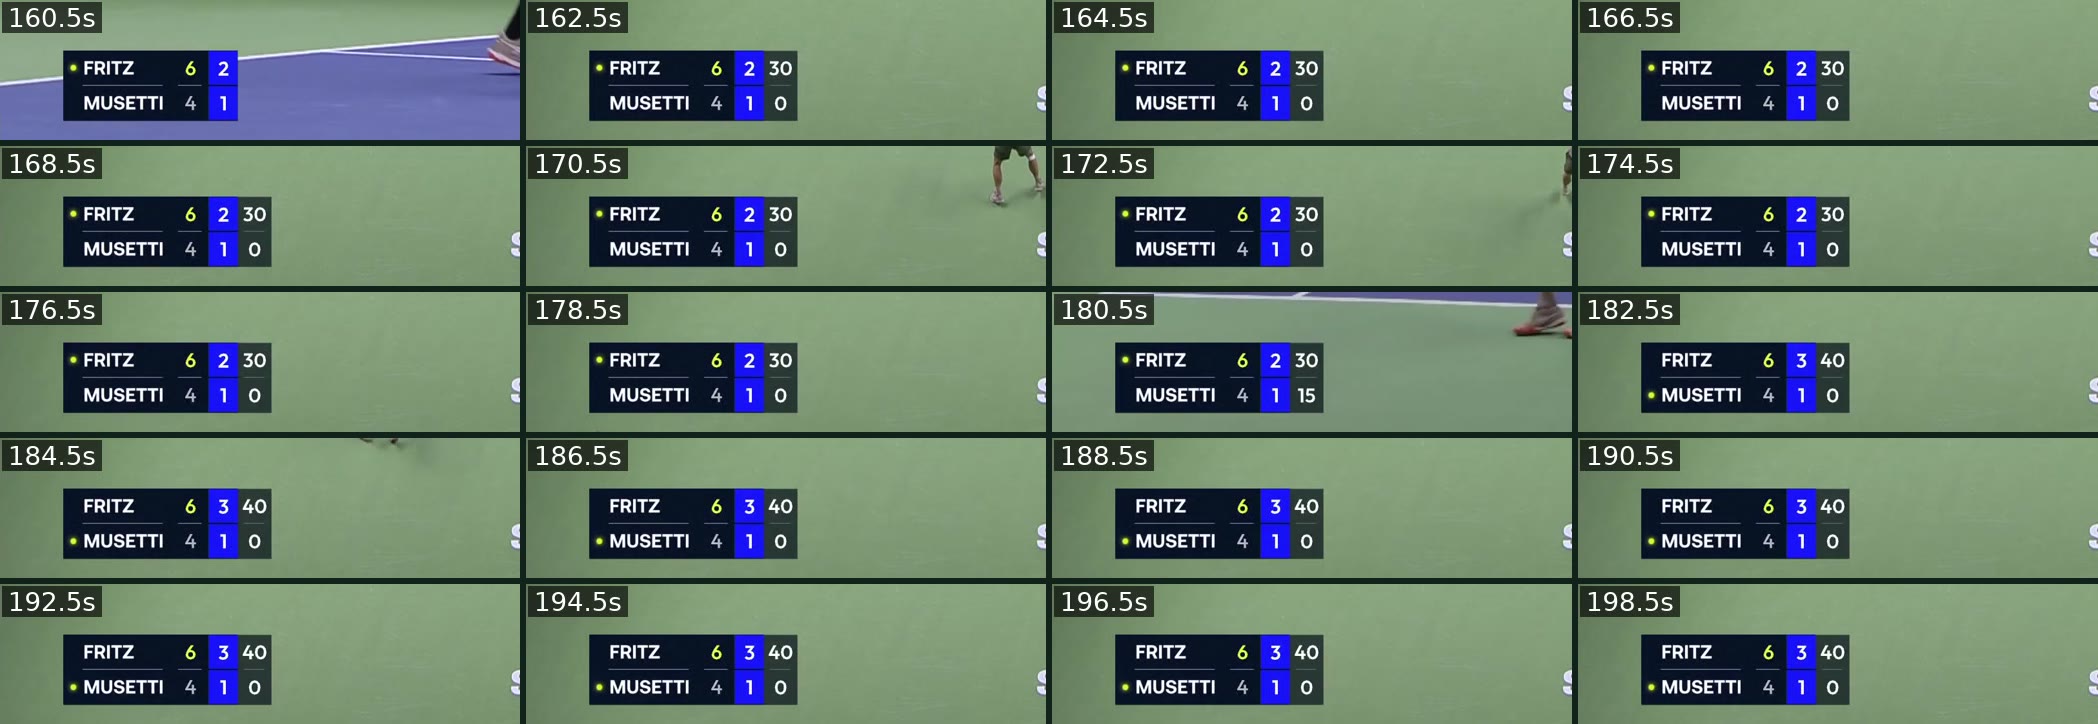 160.5s
FRITZ 6 2
MUSETTI 4 1
162.5s
FRITZ 6 2 30
MUSETTI 4 1 0
164.5s
FRITZ 6 2 30
MUSETTI 4 1 0
166.5s
FRITZ 6 2 30
MUSETTI 4 1 0
168.5s
FRITZ 6 2 30
MUSETTI 4 1 0
170.5s
FRITZ 6 2 30
MUSETTI 4 1 0
172.5s
FRITZ 6 2 30
MUSETTI 4 1 0
174.5s
FRITZ 6 2 30
MUSETTI 4 1 0
176.5s
FRITZ 6 2 30
MUSETTI 4 1 0
178.5s
FRITZ 6 2 30
MUSETTI 4 1 0
180.5s
FRITZ 6 2 30
MUSETTI 4 1 15
182.5s
FRITZ 6 3 40
MUSETTI 4 1 0
184.5s
FRITZ 6 3 40
MUSETTI 4 1 0
186.5s
FRITZ 6 3 40
MUSETTI 4 1 0
188.5s
FRITZ 6 3 40
MUSETTI 4 1 0
190.5s
FRITZ 6 3 40
MUSETTI 4 1 0
192.5s
FRITZ 6 3 40
MUSETTI 4 1 0
194.5s
FRITZ 6 3 40
MUSETTI 4 1 0
196.5s
FRITZ 6 3 40
MUSETTI 4 1 0
198.5s
FRITZ 6 3 40
MUSETTI 4 1 0